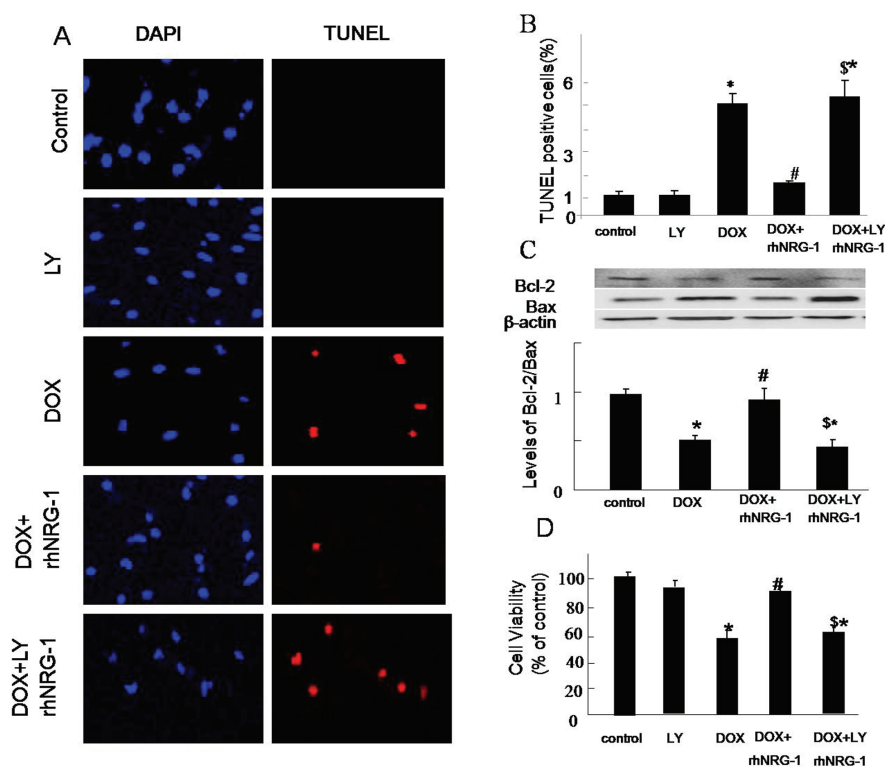 A
DAPI
TUNEL
Control
LY
DOX
DOX+
rhNRG-1
DOX+LY
rhNRG-1
B
TUNEL positive cells(%)
6
3
1
0
*
#
$*
control
LY
DOX
DOX+
rhNRG-1
DOX+LY
rhNRG-1
C
Bcl-2
Bax
β-actin
Levels of Bcl-2/Bax
1
0
*
#
$*
control
DOX
DOX+
rhNRG-1
DOX+LY
rhNRG-1
D
Cell Viability
(% of control)
100
80
60
40
20
0
*
#
$*
control
LY
DOX
DOX+
rhNRG-1
DOX+LY
rhNRG-1